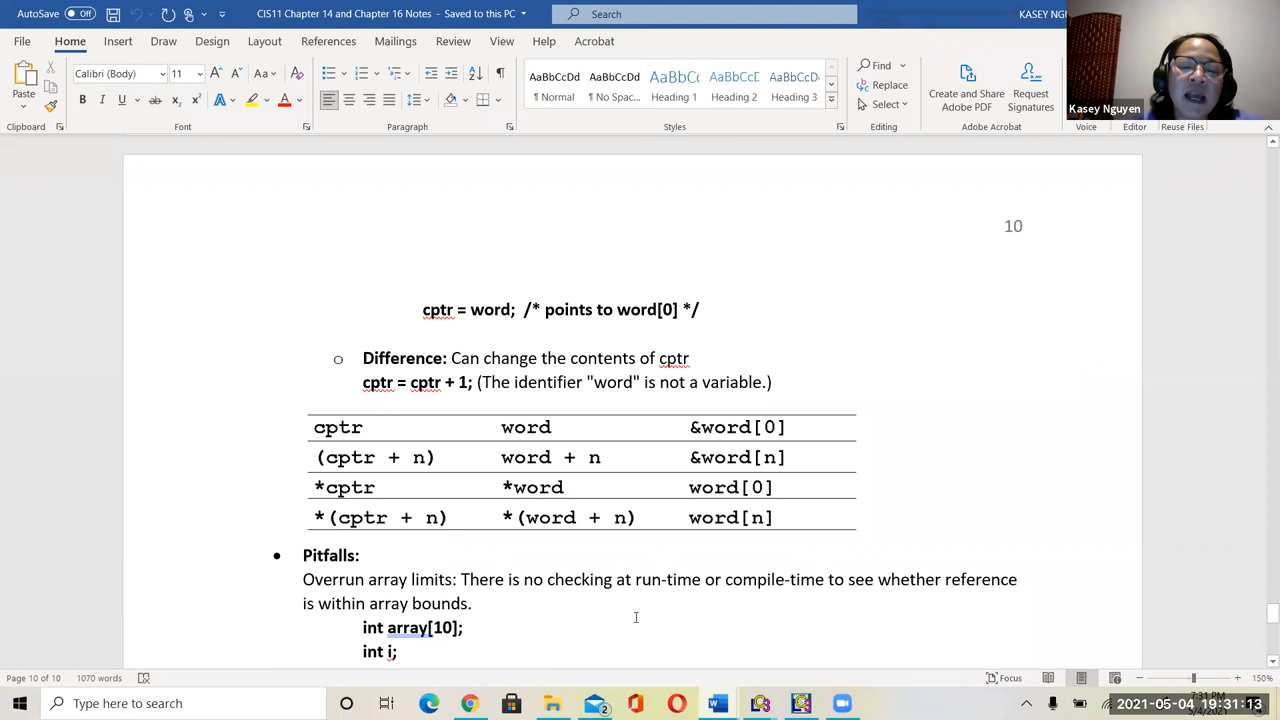 AutoSave Off
CIS11 Chapter 14 and Chapter 16 Notes - Saved to this PC
Search
KASEY NGU
File Home Insert Draw Design Layout References Mailings Review View Help Acrobat
Paste
Calibri (Body) 11
AaBbCcDd AaBbCcDd AaBbC AaBbCcD AaBbCcD
¶ Normal ¶ No Spac... Heading 1 Heading 2 Heading 3
Find
Replace
Select
Create and Share Adobe PDF
Request Signatures
Kasey Nguyen
Clipboard Font Paragraph Styles Editing Adobe Acrobat Voice Editor Reuse Files
10
cptr = word; /* points to word[0] */
o Difference: Can change the contents of cptr
cptr = cptr + 1; (The identifier "word" is not a variable.)
cptr word &word[0]
(cptr + n) word + n &word[n]
*cptr *word word[0]
*(cptr + n) *(word + n) word[n]
• Pitfalls:
Overrun array limits: There is no checking at run-time or compile-time to see whether reference
is within array bounds.
int array[10];
int i;
Page 10 of 10 1070 words
Focus
150%
Type here to search
2
7:31 PM
2021-05-04 19:31:13